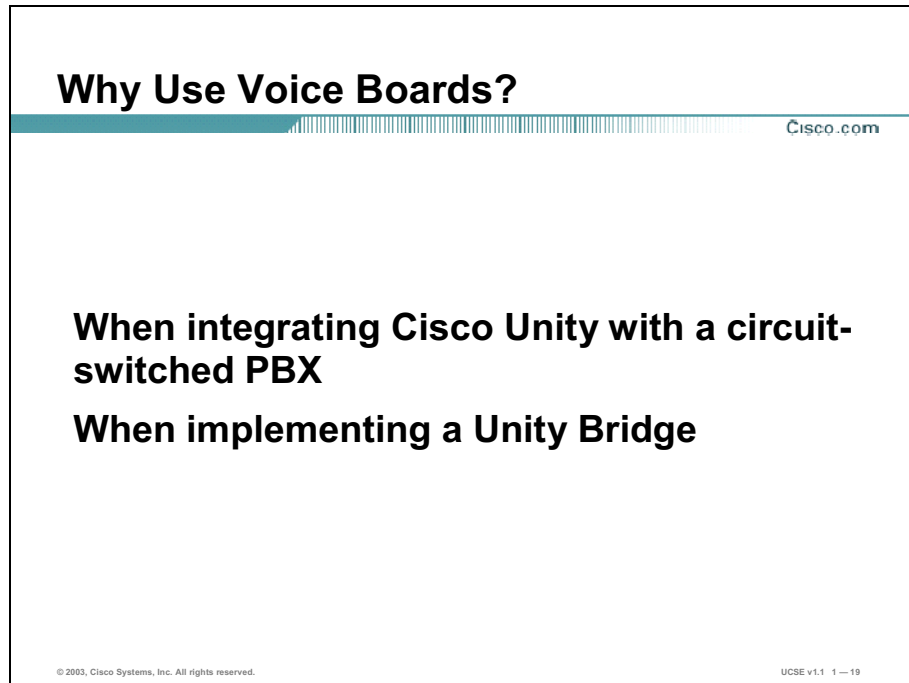 Why Use Voice Boards?
Cisco.com
When integrating Cisco Unity with a circuit-
switched PBX
When implementing a Unity Bridge
© 2003, Cisco Systems, Inc. All rights reserved.
UCSE v1.1 1 — 19